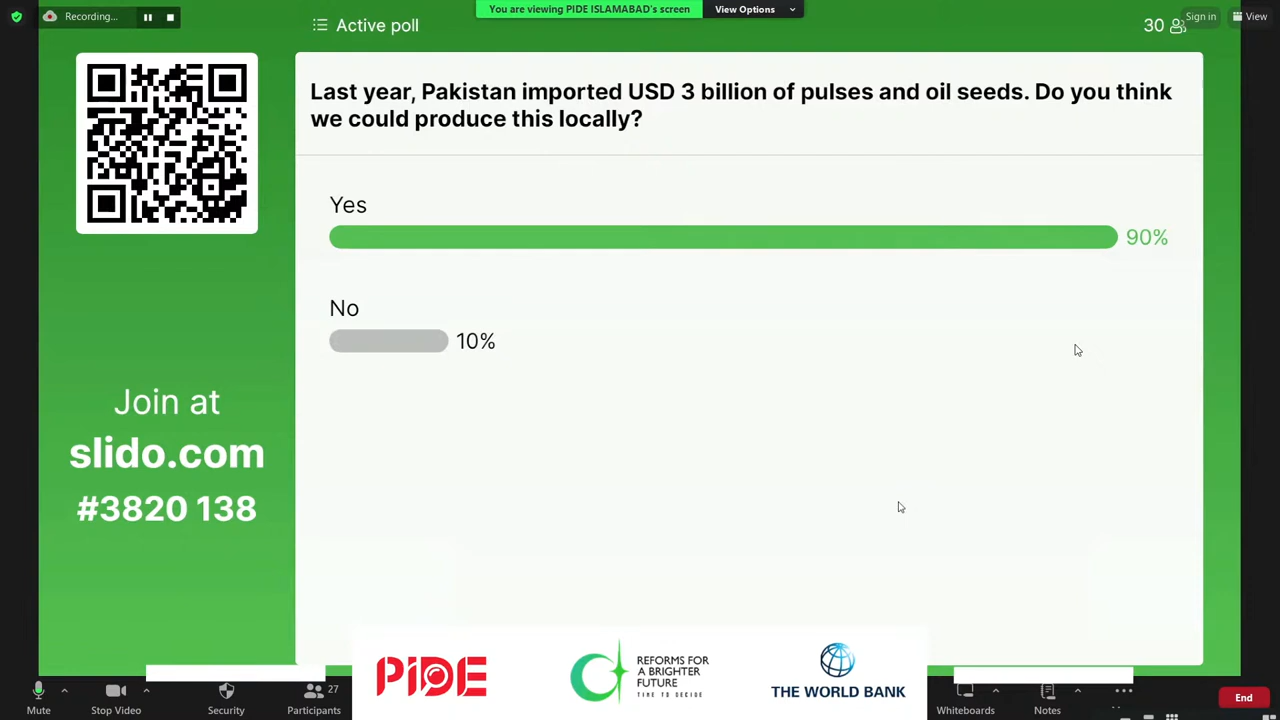 Recording...
You are viewing PIDE ISLAMABAD's screen
View Options
Sign in
View
Active poll
30
Last year, Pakistan imported USD 3 billion of pulses and oil seeds. Do you think
we could produce this locally?
Yes
90%
No
10%
Join at
slido.com
#3820 138
PIDE
REFORMS FOR
A BRIGHTER
FUTURE
TIME TO DECIDE
THE WORLD BANK
Mute
Stop Video
Security
Participants
27
Whiteboards
Notes
End